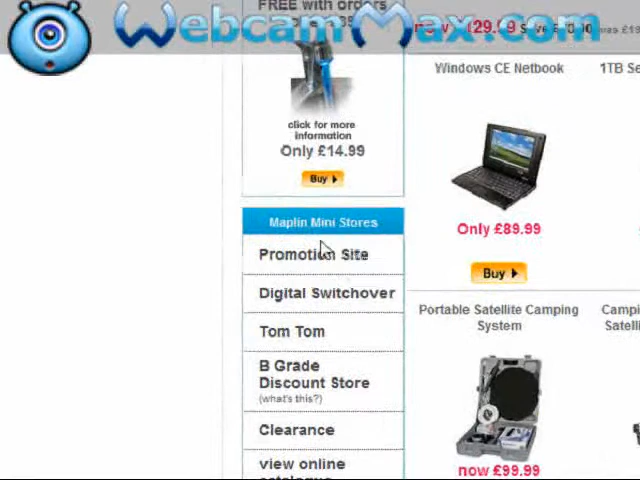 WebcamMax.com
FREE with orders
now £29.99 Save
was £19
Windows CE Netbook
1TB Se
click for more
information
Only £14.99
Buy
Only £89.99
Buy
Maplin Mini Stores
Promotion Site
Digital Switchover
Tom Tom
B Grade
Discount Store
(what's this?)
Clearance
view online
catalogue
Portable Satellite Camping
System
Campi
Satelli
now £99.99